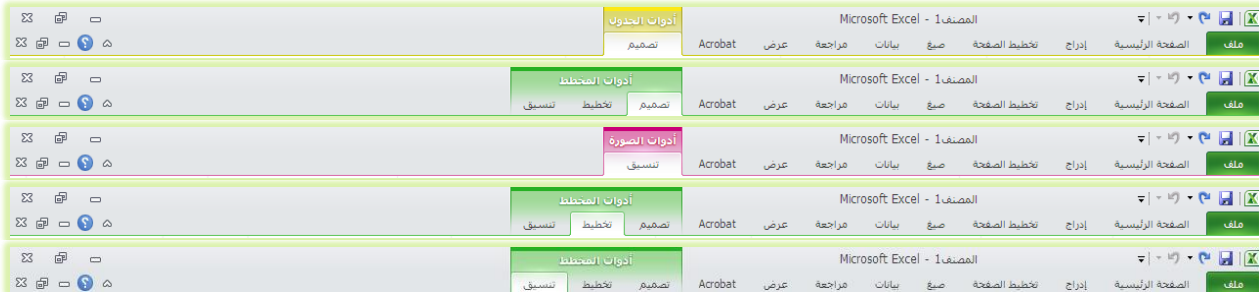 المصنف1 - Microsoft Excel أدوات الجدول
ملف الصفحة الرئيسية إدراج تخطيط الصفحة صيغ بيانات مراجعة عرض Acrobat تصميم
المصنف1 - Microsoft Excel أدوات المخطط
ملف الصفحة الرئيسية إدراج تخطيط الصفحة صيغ بيانات مراجعة عرض Acrobat تصميم تخطيط تنسيق
المصنف1 - Microsoft Excel أدوات الصورة
ملف الصفحة الرئيسية إدراج تخطيط الصفحة صيغ بيانات مراجعة عرض Acrobat تنسيق
المصنف1 - Microsoft Excel أدوات المخطط
ملف الصفحة الرئيسية إدراج تخطيط الصفحة صيغ بيانات مراجعة عرض Acrobat تصميم تخطيط تنسيق
المصنف1 - Microsoft Excel أدوات المخطط
ملف الصفحة الرئيسية إدراج تخطيط الصفحة صيغ بيانات مراجعة عرض Acrobat تصميم تخطيط تنسيق